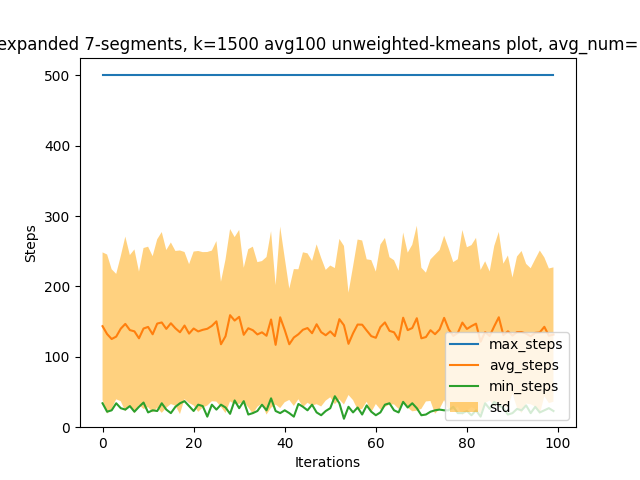 expanded 7-segments, k=1500 avg100 unweighted-kmeans plot, avg_num=
500
400
300
200
100
0
Steps
0 20 40 60 80 100
Iterations
max_steps
avg_steps
min_steps
std